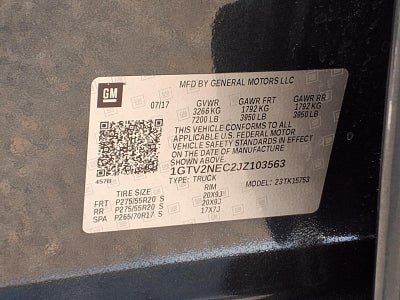 MFD BY GENERAL MOTORS LLC
GM
07/17 GVWR GAWR FRT GAWR RR
3266 KG 1792 KG 1792 KG
7200 LB 3950 LB 3950 LB
THIS VEHICLE CONFORMS TO ALL
APPLICABLE U.S. FEDERAL MOTOR
VEHICLE SAFETY STANDARDS IN EFFECT
ON THE DATE OF MANUFACTURE
SHOWN ABOVE.
1GTV2NEC2JZ103563
457B TYPE: TRUCK MODEL: 23TK15753
TIRE SIZE RIM
FRT P275/55R20 S 20X9J
RR P275/55R20 S 20X9J
SPA P265/70R17 S 17X7J